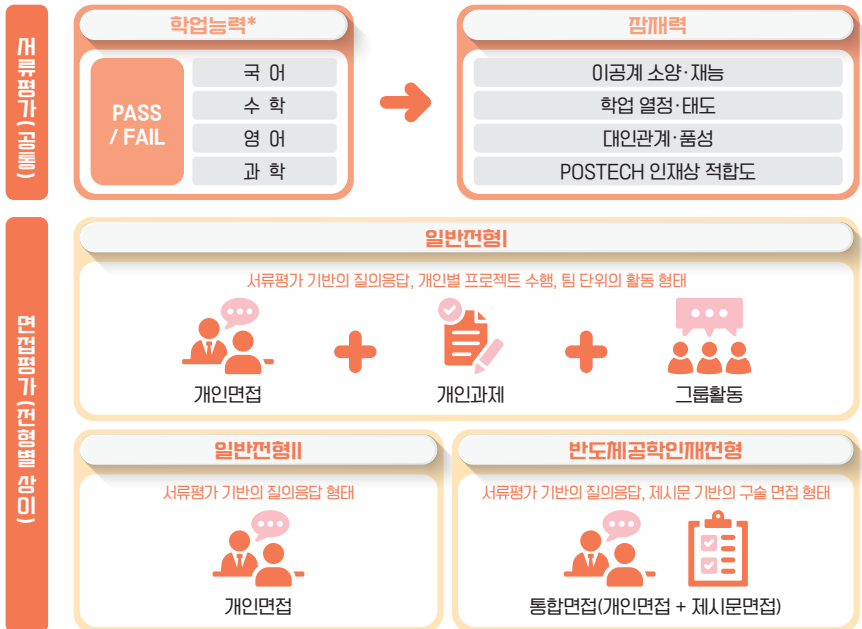 서류평가(공통)
학업능력*
PASS
/ FAIL
국 어
수 학
영 어
과 학
잠재력
이공계 소양·재능
학업 열정·태도
대인관계·품성
POSTECH 인재상 적합도
면접평가(전형별 상이)
일반전형I
서류평가 기반의 질의응답, 개인별 프로젝트 수행, 팀 단위의 활동 형태
개인면접
개인과제
그룹활동
일반전형II
서류평가 기반의 질의응답 형태
개인면접
반도체공학인재전형
서류평가 기반의 질의응답, 제시문 기반의 구술 면접 형태
통합면접(개인면접 + 제시문면접)